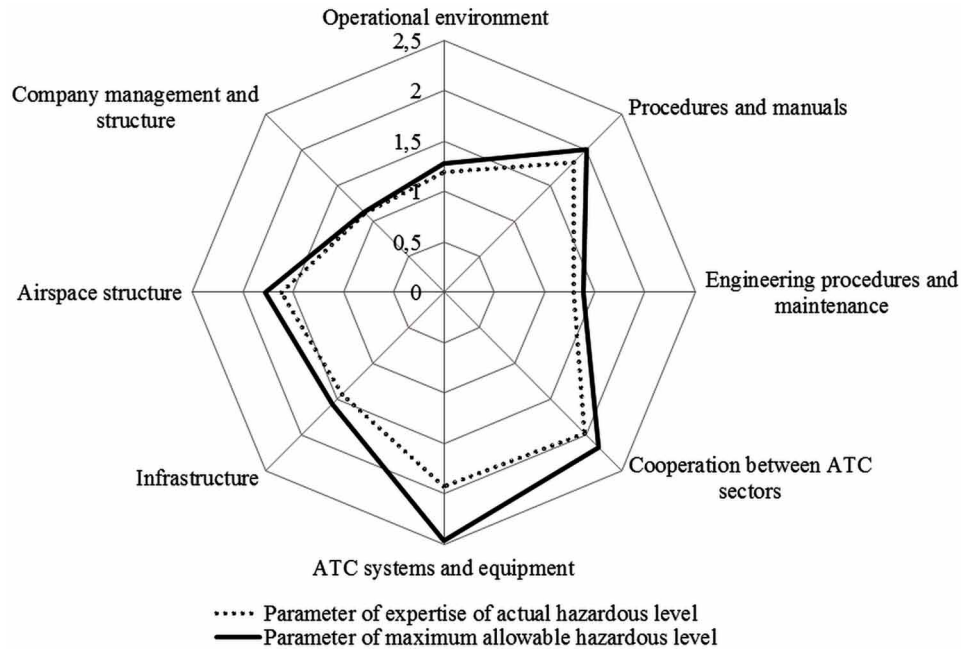 Operational environment
2,5
2
1,5
1
0,5
0
Procedures and manuals
Engineering procedures and
maintenance
Cooperation between ATC
sectors
ATC systems and equipment
Infrastructure
Airspace structure
Company management and
structure
Parameter of expertise of actual hazardous level
Parameter of maximum allowable hazardous level